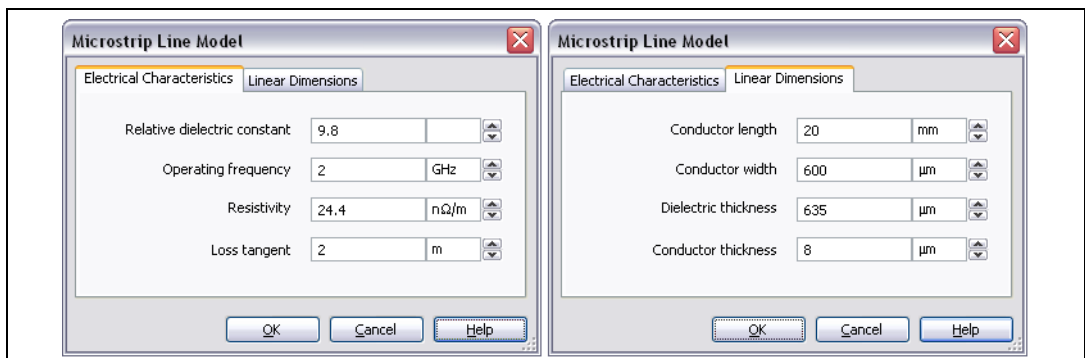 Microstrip Line Model
Electrical Characteristics Linear Dimensions
Relative dielectric constant 9.8
Operating frequency 2 GHz
Resistivity 24.4 nΩ/m
Loss tangent 2 m
OK Cancel Help
Microstrip Line Model
Electrical Characteristics Linear Dimensions
Conductor length 20 mm
Conductor width 600 µm
Dielectric thickness 635 µm
Conductor thickness 8 µm
OK Cancel Help